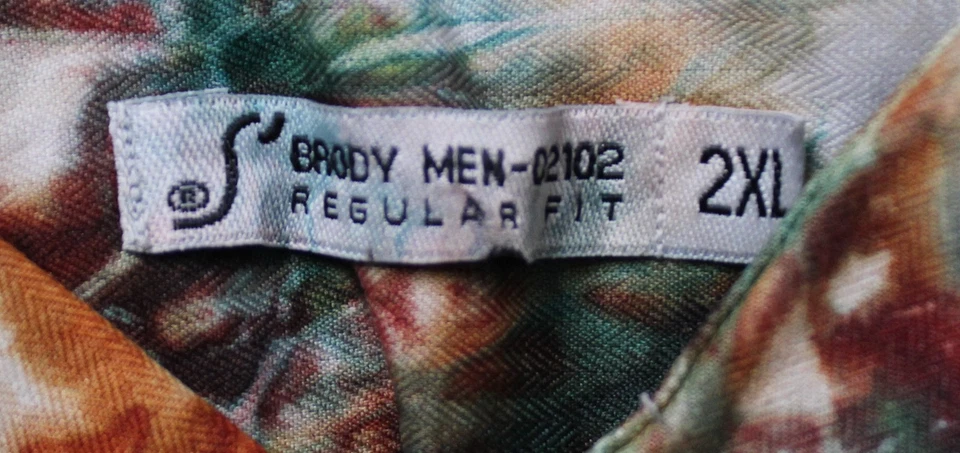 BRODY MEN-02102 2XL
REGULAR FIT
®